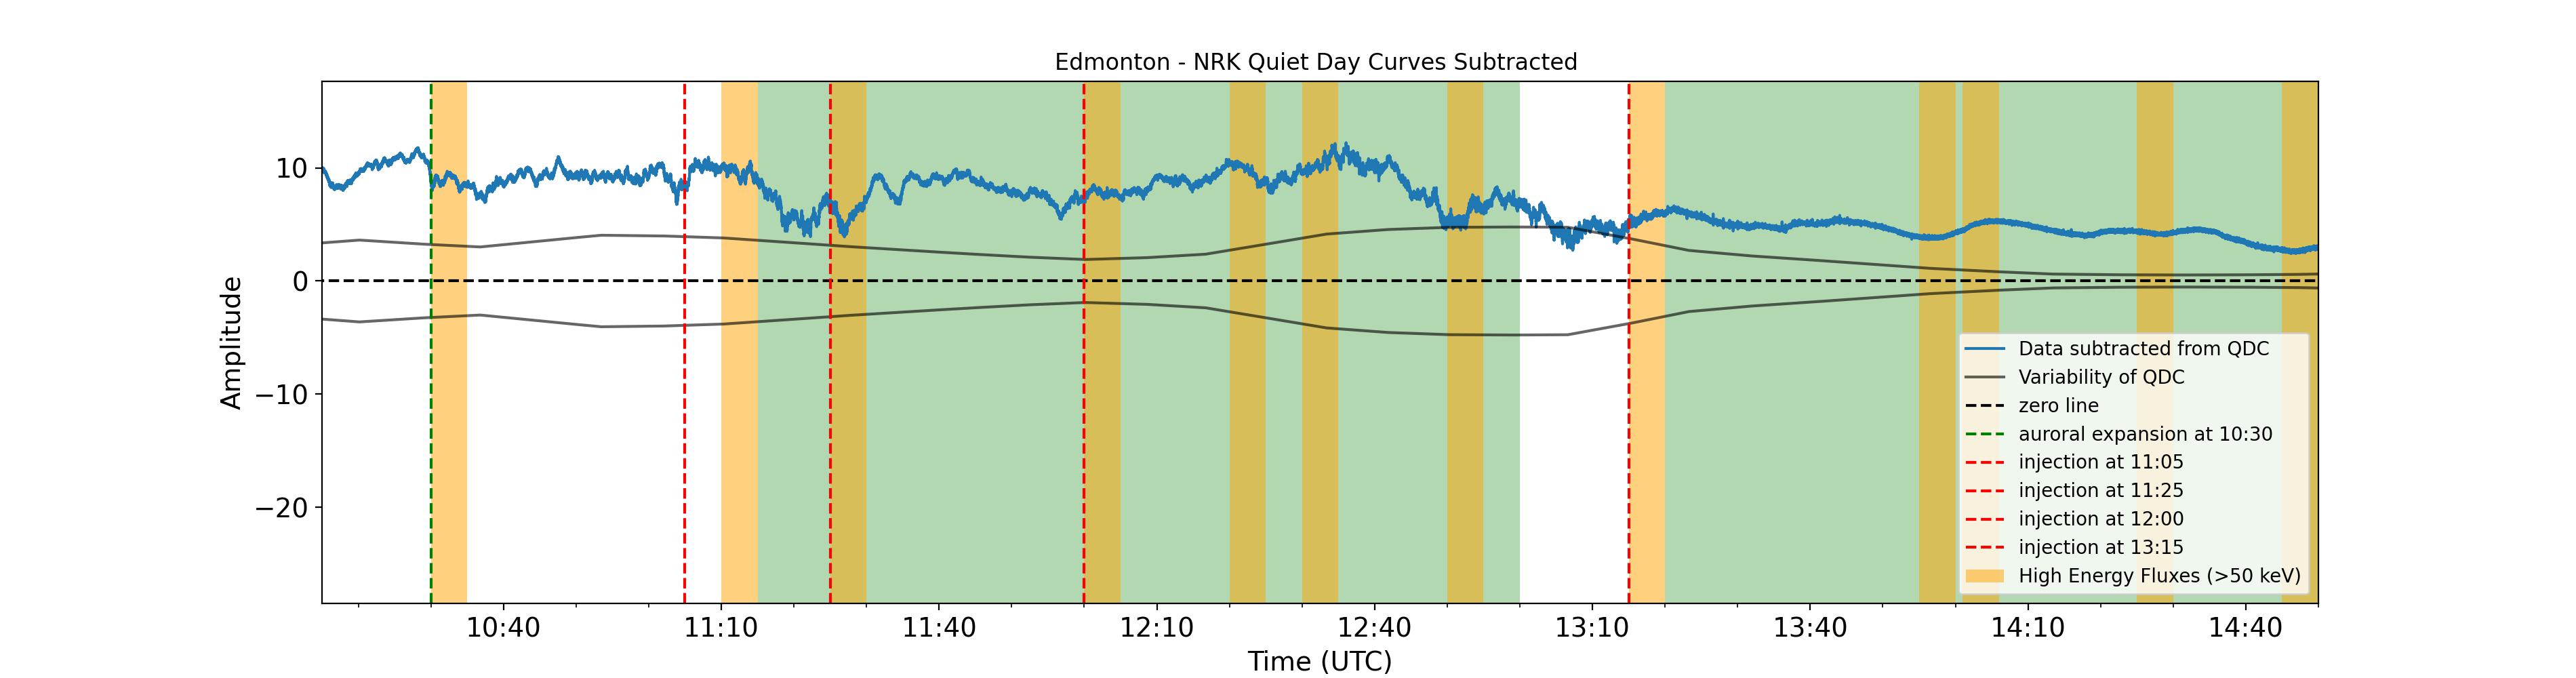 Edmonton - NRK Quiet Day Curves Subtracted
Amplitude
10
0
−10
−20
Data subtracted from QDC
Variability of QDC
zero line
auroral expansion at 10:30
injection at 11:05
injection at 11:25
injection at 12:00
injection at 13:15
High Energy Fluxes (>50 keV)
10:40 11:10 11:40 12:10 12:40 13:10 13:40 14:10 14:40
Time (UTC)